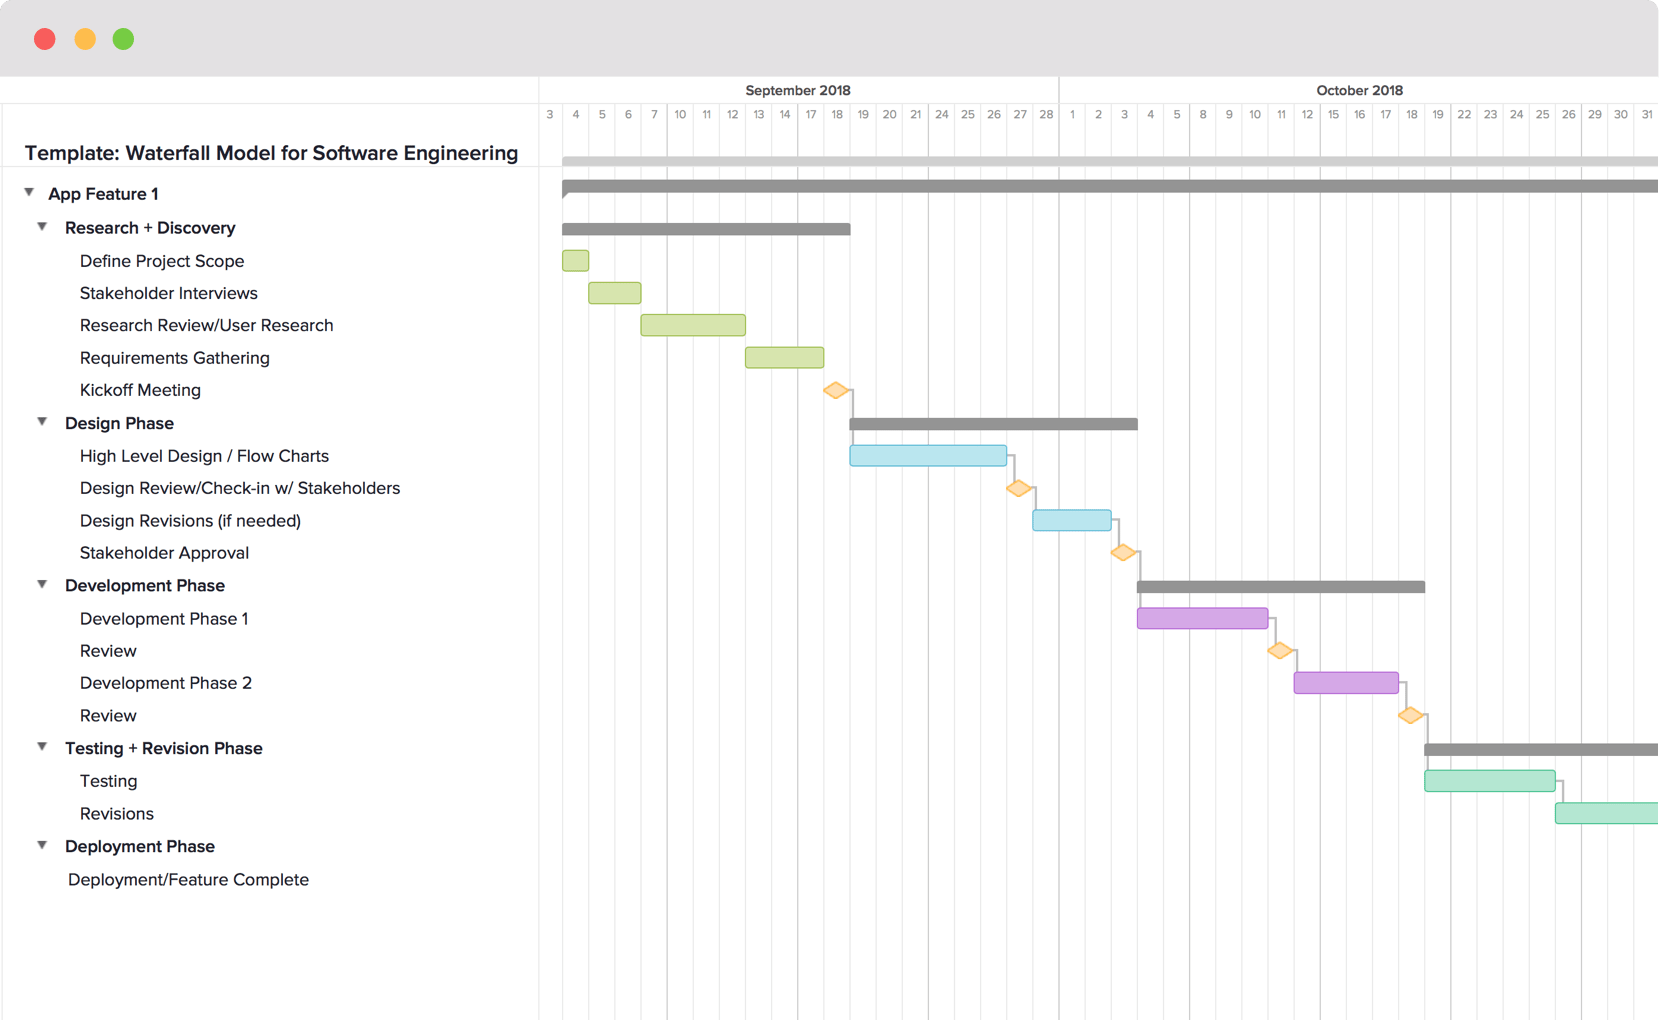 September 2018 October 2018
3 4 5 6 7 10 11 12 13 14 17 18 19 20 21 24 25 26 27 28 1 2 3 4 5 8 9 10 11 12 15 16 17 18 19 22 23 24 25 26 29 30 31
Template: Waterfall Model for Software Engineering
App Feature 1
Research + Discovery
Define Project Scope
Stakeholder Interviews
Research Review/User Research
Requirements Gathering
Kickoff Meeting
Design Phase
High Level Design / Flow Charts
Design Review/Check-in w/ Stakeholders
Design Revisions (if needed)
Stakeholder Approval
Development Phase
Development Phase 1
Review
Development Phase 2
Review
Testing + Revision Phase
Testing
Revisions
Deployment Phase
Deployment/Feature Complete